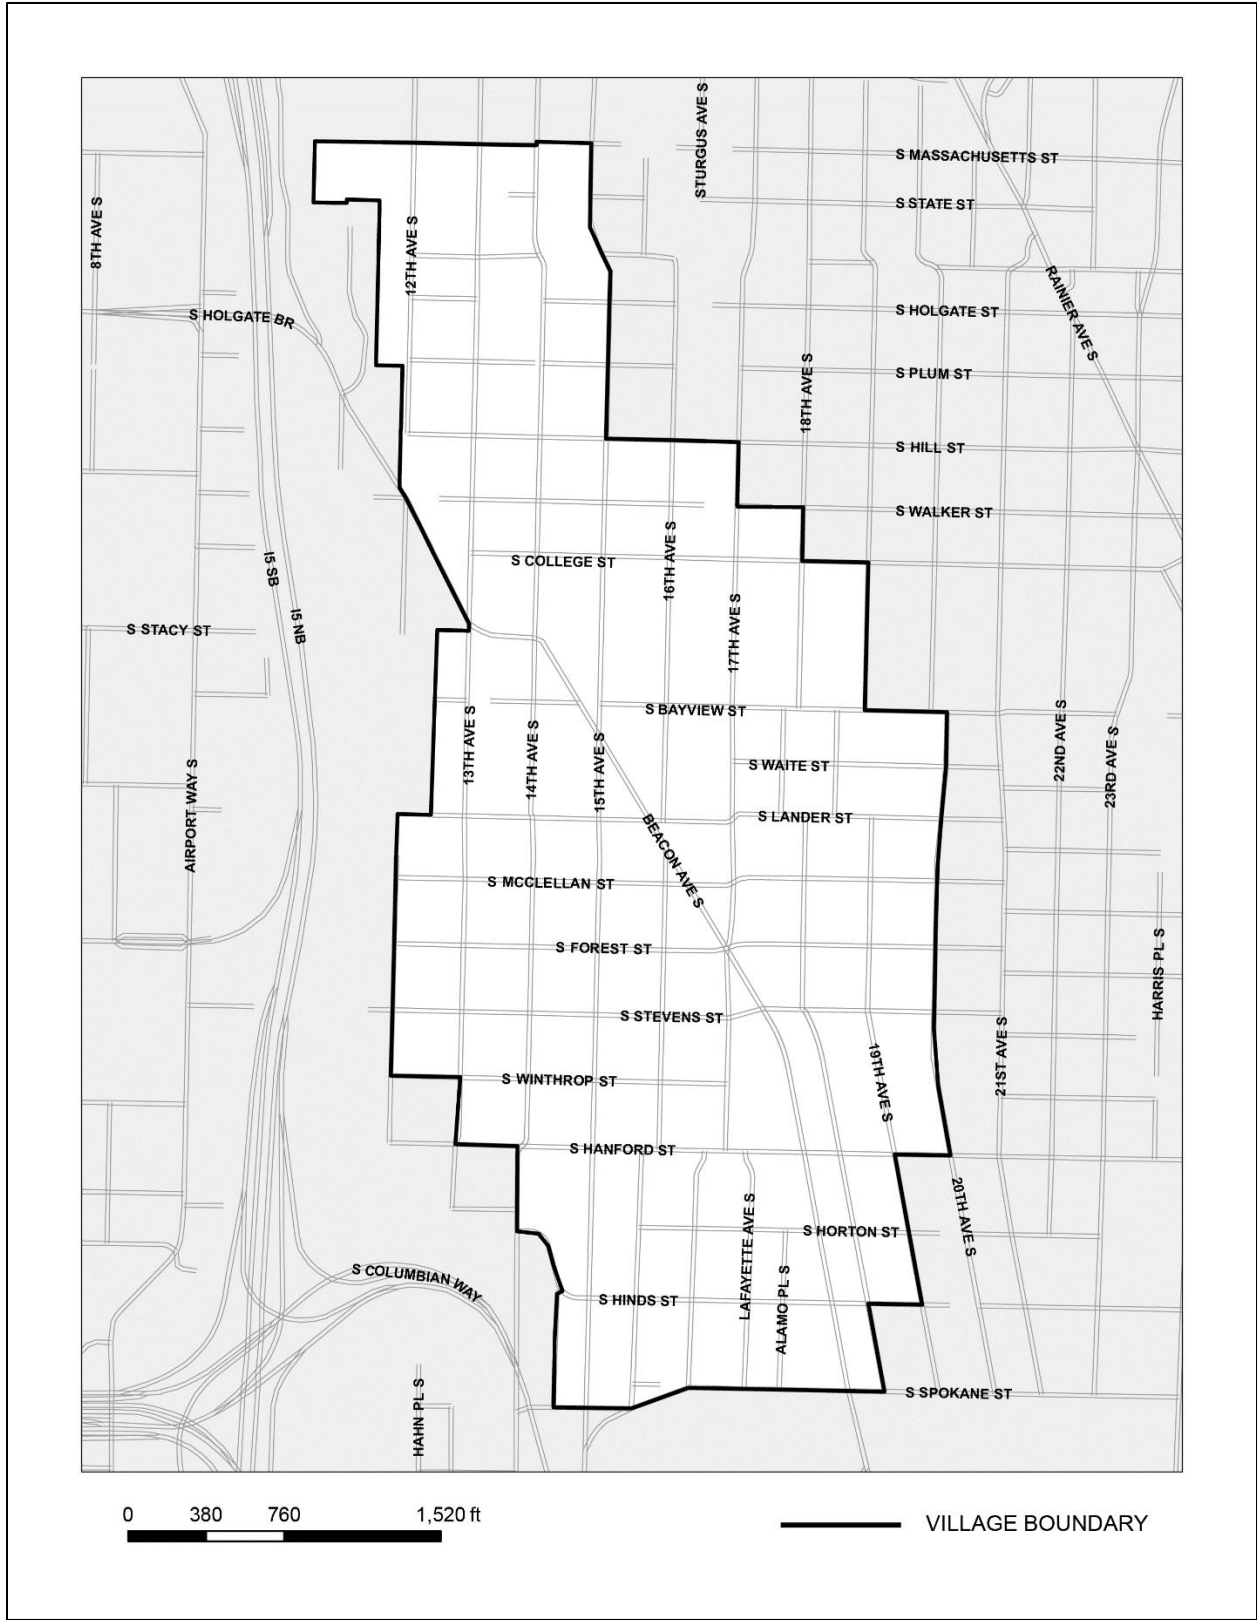 STURGUS AVE S
S MASSACHUSETTS ST
S STATE ST
8TH AVE S
12TH AVE S
RAINIER AVE S
S HOLGATE BR
S HOLGATE ST
S PLUM ST
18TH AVE S
S HILL ST
S WALKER ST
I5 SB
S COLLEGE ST
16TH AVE S
I5 NB
S STACY ST
17TH AVE S
S BAYVIEW ST
13TH AVE S
14TH AVE S
15TH AVE S
22ND AVE S
23RD AVE S
S WAITE ST
AIRPORT WAY S
S LANDER ST
BEACON AVE S
S MCCLELLAN ST
S FOREST ST
HARRIS PL S
S STEVENS ST
21ST AVE S
19TH AVE S
S WINTHROP ST
S HANFORD ST
20TH AVE S
LAFAYETTE AVE S
S HORTON ST
S COLUMBIAN WAY
S HINDS ST
ALAMO PL S
HAHN PL S
S SPOKANE ST
0 380 760 1,520 ft
VILLAGE BOUNDARY